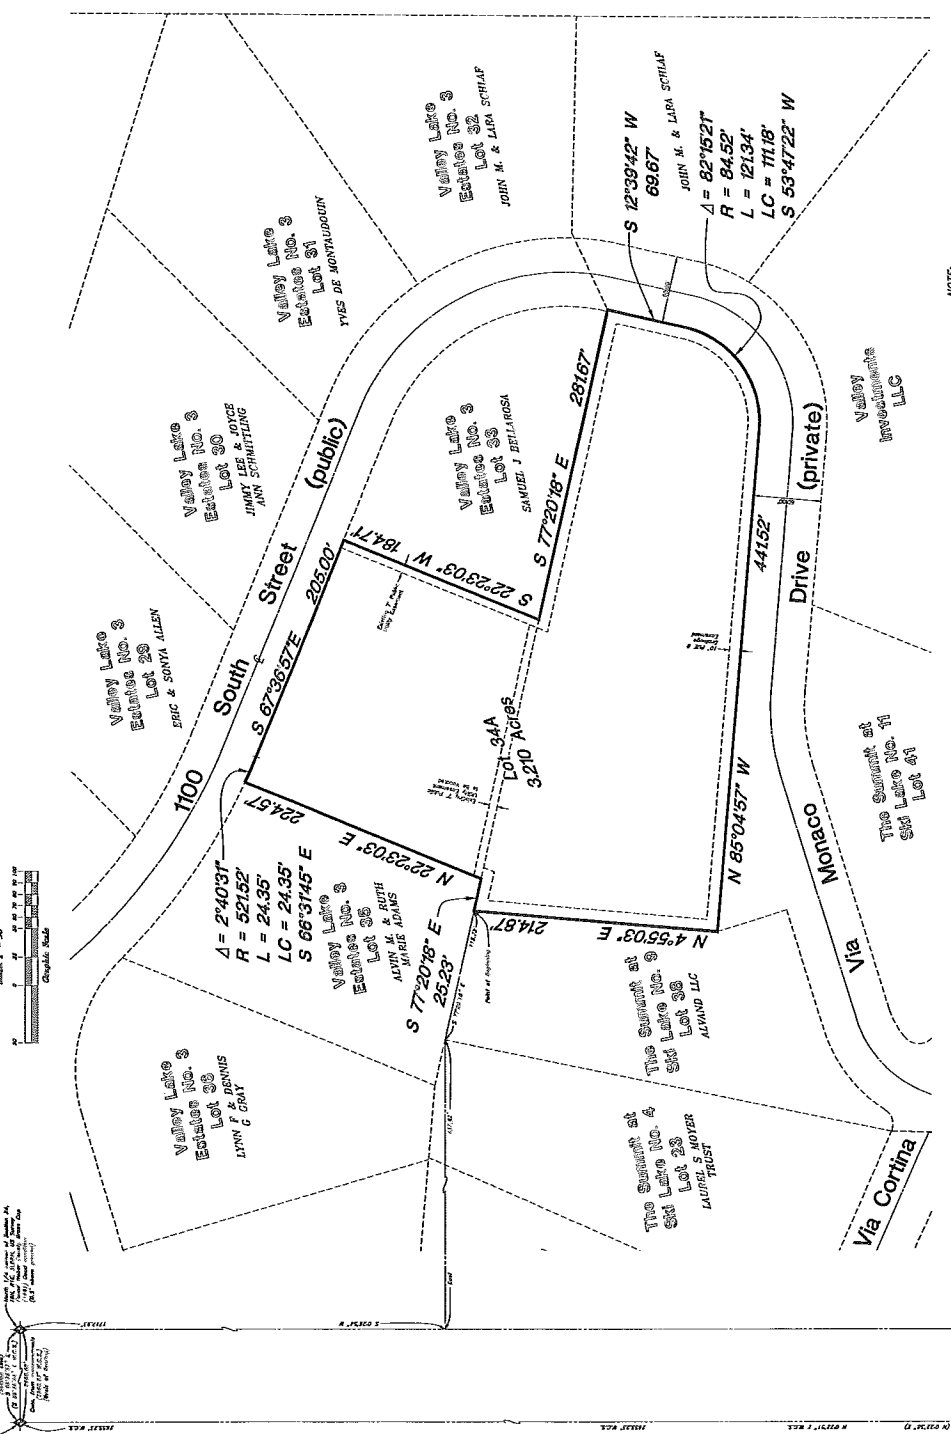 Valley Lake
Estates No. 3
Lot 32
JOHN M. & LARA SCHLAF
S 12°39'42" W
69.67'
JOHN M. & LARA SCHLAF
Δ = 82°15'21"
R = 84.52'
L = 121.34'
LC = 111.18'
S 53°47'22" W
Valley Lake
Estates No. 3
Lot 31
YVES DE MONTAUDOUIN
NOTE:
Valley Lake
Estates No. 3
Lot 30
JIMMY LEE & JOYCE
ANN SCHMITTLING
Valley Lake
Estates No. 3
Lot 33
SAMUEL J DELLAROSA
Valley
Investments
LLC
Valley Lake
Estates No. 3
Lot 29
ERIC & SONYA ALLEN
1100 South Street (public)
S 67°36'57" E 205.00'
S 22°23'03" W 184.71'
S 77°20'18" E 281.67'
Lot 34A
3.210 Acres
N 22°23'03" E 224.57'
441.52'
N 85°04'57" W
Via Monaco Drive (private)
The Summit at
Ski Lake No. 11
Lot 41
Δ = 2°40'31"
R = 521.52'
L = 24.35'
LC = 24.35'
S 66°31'45" E
Valley Lake
Estates No. 3
Lot 35
ALVIN M. & RUTH
MARIE ADAMS
S 77°20'18" E
25.23'
Point of Beginning
N 4°55'03" E 214.87'
The Summit at
Ski Lake No. 9
Lot 38
ALVAND LLC
Graphic Scale
Valley Lake
Estates No. 3
Lot 36
LYNN F & DENNIS
G GRAY
The Summit at
Ski Lake No. 4
Lot 23
LAUREL S MOYER
TRUST
Via Cortina
East